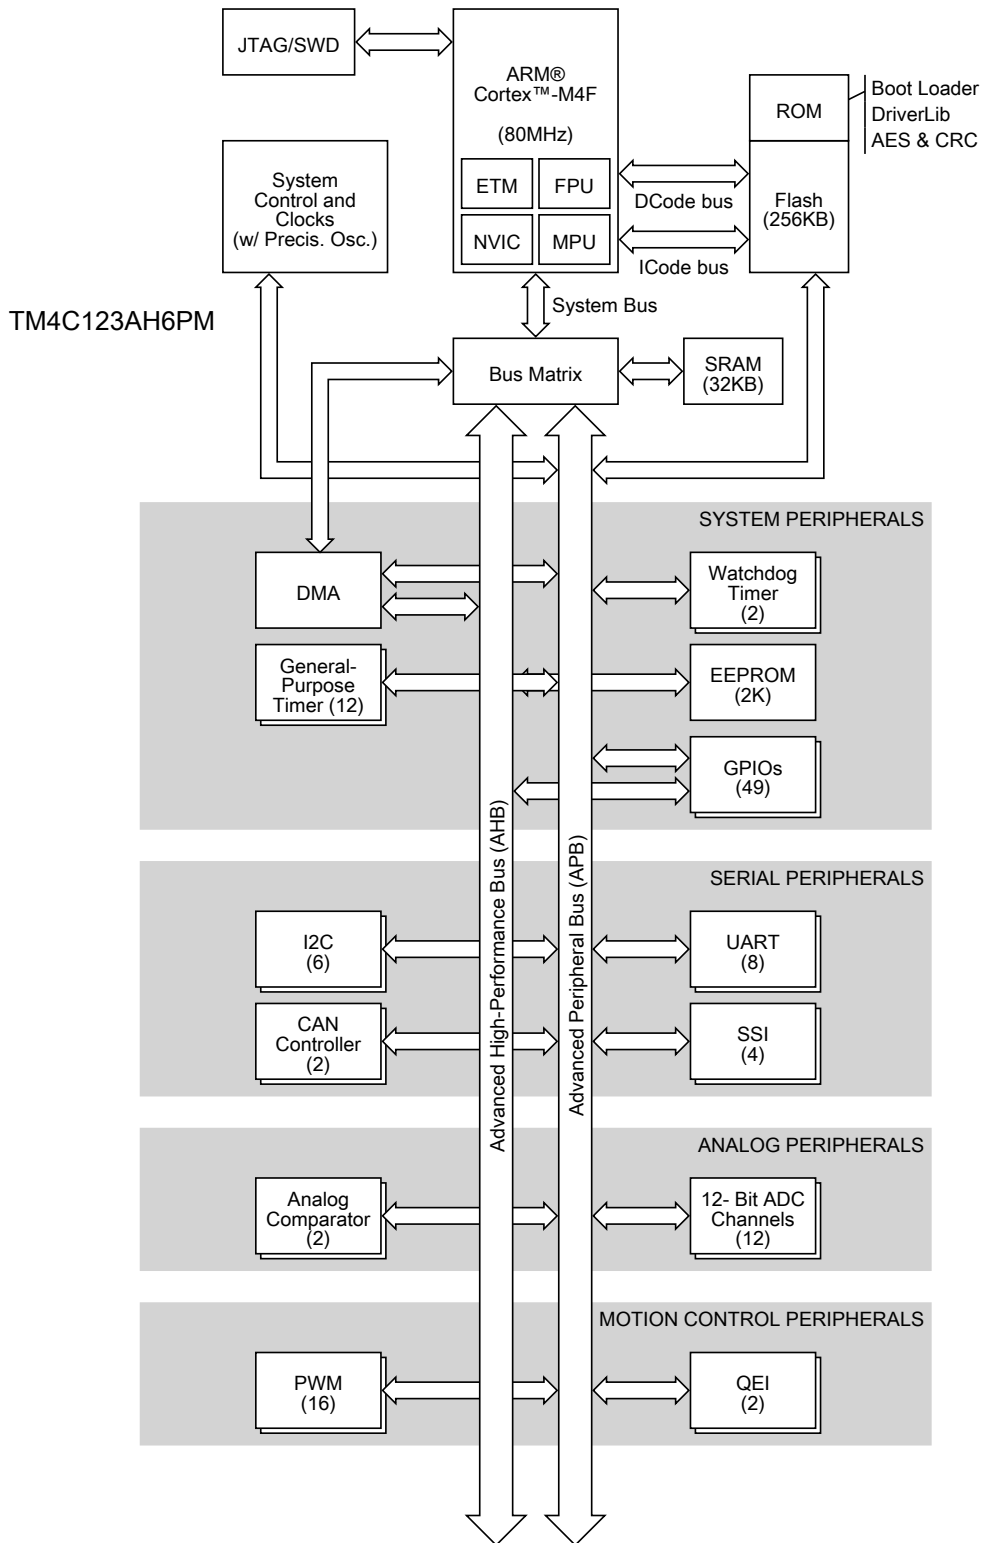 JTAG/SWD
ARM®
Cortex™-M4F
(80MHz)
ETM
FPU
NVIC
MPU
ROM
Boot Loader
DriverLib
AES & CRC
Flash
(256KB)
DCode bus
ICode bus
System
Control and
Clocks
(w/ Precis. Osc.)
TM4C123AH6PM
System Bus
Bus Matrix
SRAM
(32KB)
SYSTEM PERIPHERALS
DMA
Watchdog
Timer
(2)
General-
Purpose
Timer (12)
EEPROM
(2K)
GPIOs
(49)
Advanced High-Performance Bus (AHB)
Advanced Peripheral Bus (APB)
SERIAL PERIPHERALS
I2C
(6)
UART
(8)
CAN
Controller
(2)
SSI
(4)
ANALOG PERIPHERALS
Analog
Comparator
(2)
12- Bit ADC
Channels
(12)
MOTION CONTROL PERIPHERALS
PWM
(16)
QEI
(2)